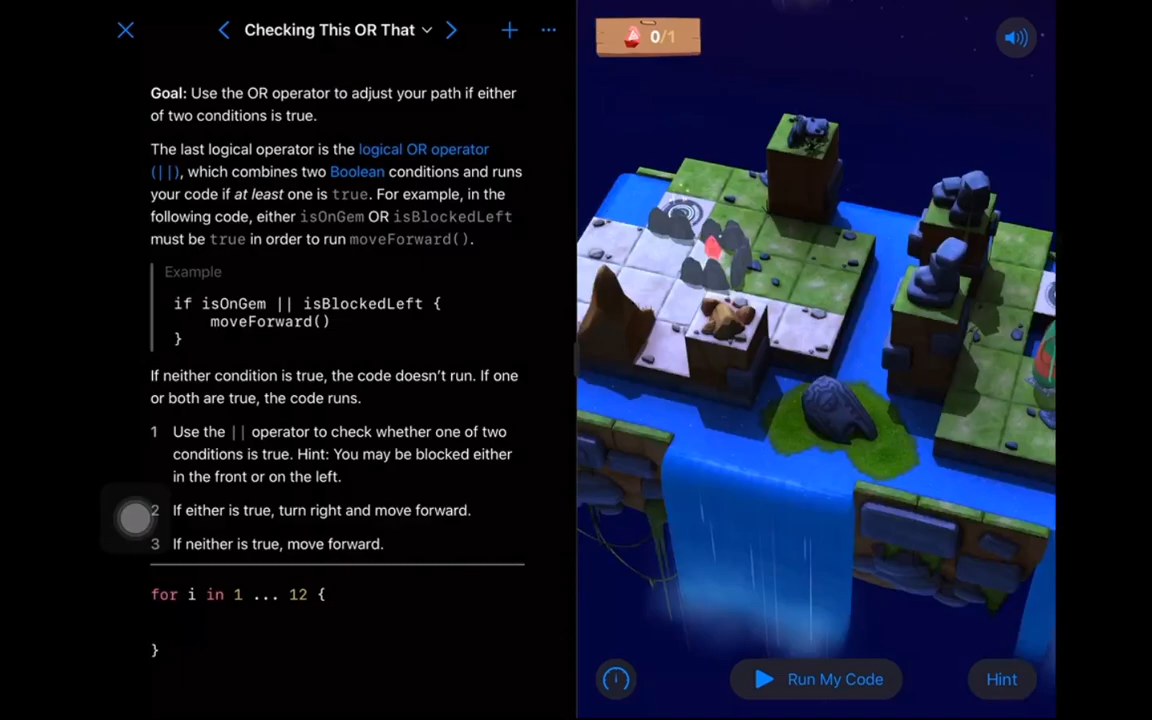 Checking This OR That
Goal: Use the OR operator to adjust your path if either
of two conditions is true.
The last logical operator is the logical OR operator
(||), which combines two Boolean conditions and runs
your code if at least one is true. For example, in the
following code, either isOnGem OR isBlockedLeft
must be true in order to run moveForward().
Example
if isOnGem || isBlockedLeft {
moveForward()
}
If neither condition is true, the code doesn't run. If one
or both are true, the code runs.
1 Use the || operator to check whether one of two
conditions is true. Hint: You may be blocked either
in the front or on the left.
2 If either is true, turn right and move forward.
3 If neither is true, move forward.
for i in 1 ... 12 {
}
0/1
Run My Code
Hint